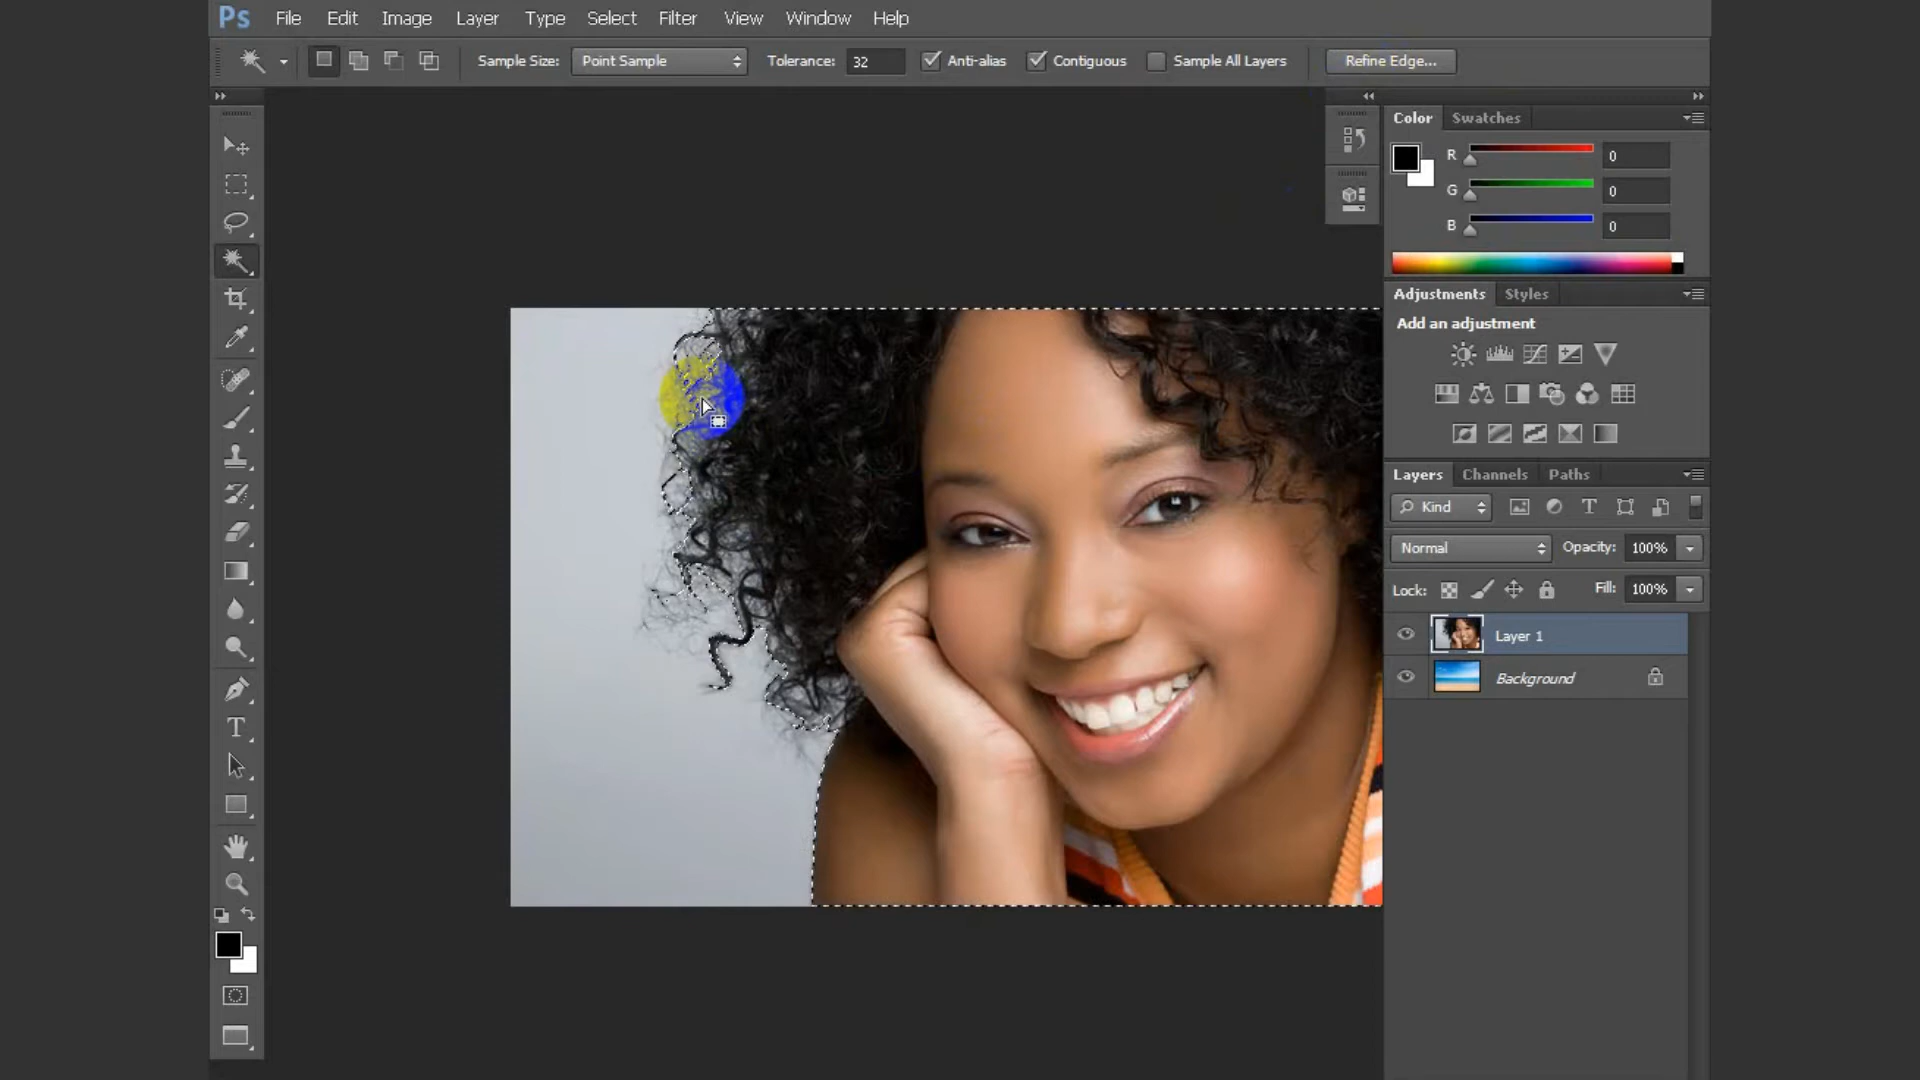 Ps File Edit Image Layer Type Select Filter View Window Help
Sample Size: Point Sample Tolerance: 32 Anti-alias Contiguous Sample All Layers Refine Edge...
Color Swatches
R 0
G 0
B 0
Adjustments Styles
Add an adjustment
Layers Channels Paths
Kind
Normal Opacity: 100%
Lock: Fill: 100%
Layer 1
Background